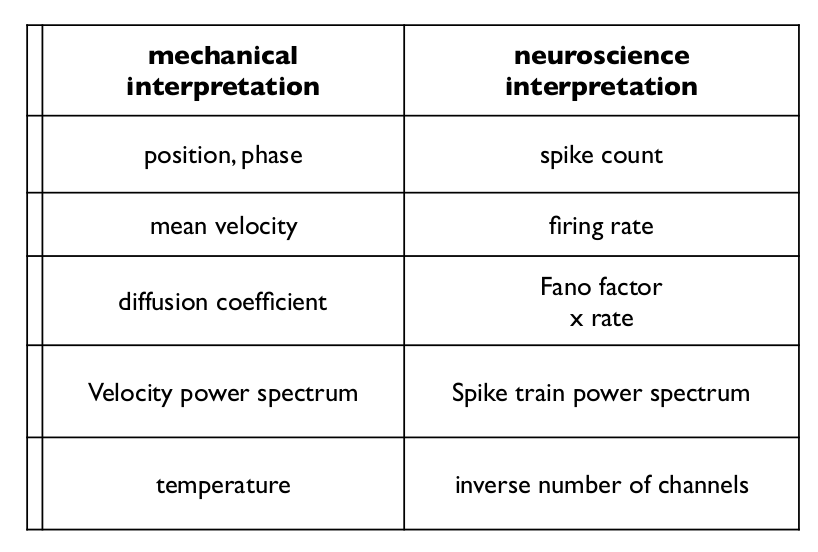 mechanical
interpretation
neuroscience
interpretation
position, phase
spike count
mean velocity
firing rate
diffusion coefficient
Fano factor
x rate
Velocity power spectrum
Spike train power spectrum
temperature
inverse number of channels